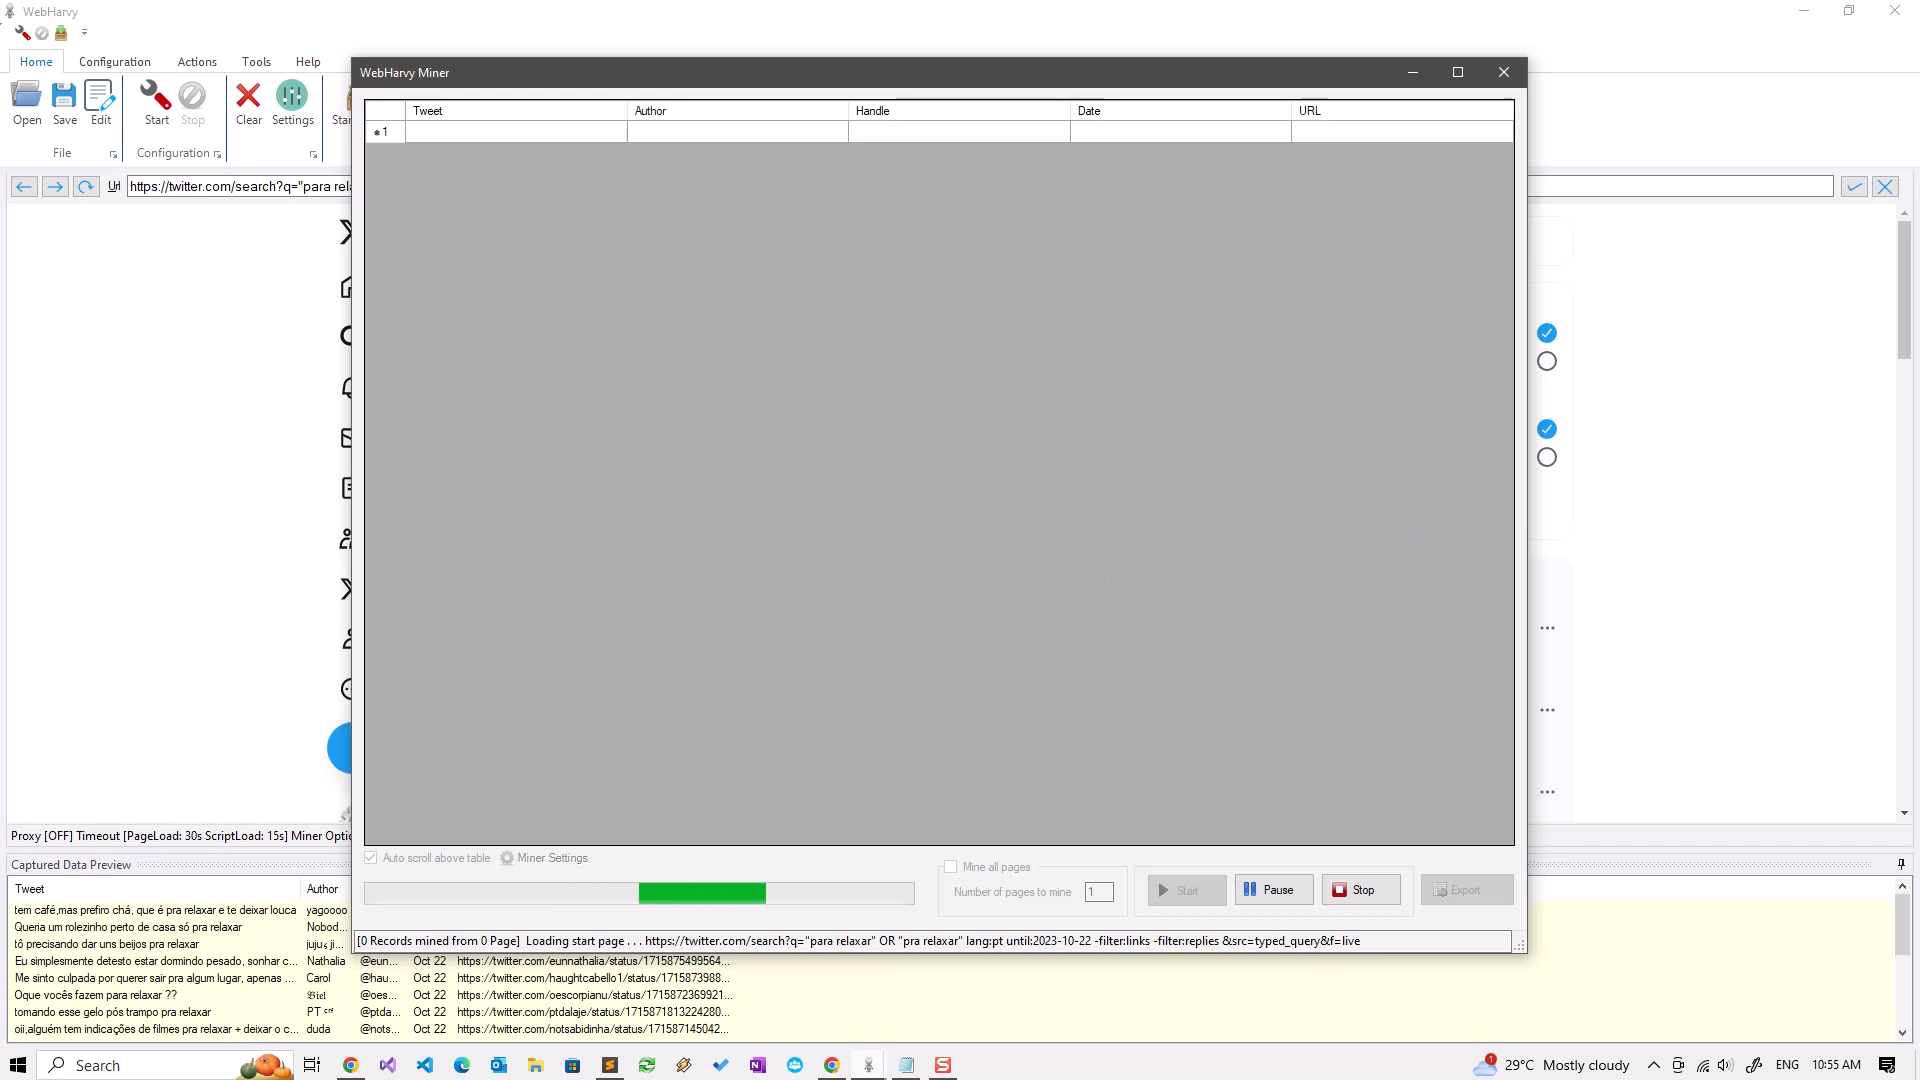 WebHarvy
Home Configuration Actions Tools Help
Open Save Edit Start Stop Clear Settings
File Configuration
Url https://twitter.com/search?q="para rel
WebHarvy Miner
Tweet Author Handle Date URL
1
Auto scroll above table Miner Settings
Mine all pages
Number of pages to mine 1
Start Pause Stop Export
[0 Records mined from 0 Page] Loading start page . . . https://twitter.com/search?q="para relaxar" OR "pra relaxar" lang:pt until:2023-10-22 -filter:links -filter:replies &src=typed_query&f=live
Proxy [OFF] Timeout [PageLoad: 30s ScriptLoad: 15s] Miner
Captured Data Preview
Tweet Author
tem café,mas prefiro chá, que é pra relaxar e te deixar louca yagoooo
Queria um rolezinho perto de casa só pra relaxar Nobod...
tô precisando dar uns beijos pra relaxar
Eu simplesmente detesto estar dormindo pesado, sonhar c... Nathalia @eun... Oct 22 https://twitter.com/eunnathalia/status/1715875499564...
Me sinto culpada por querer sair pra algum lugar, apenas ... Carol @hau... Oct 22 https://twitter.com/haughtcabello1/status/1715873988...
Oque vocês fazem para relaxar ?? 𝔅𝔦𝔢𝔩 @oes... Oct 22 https://twitter.com/oescorpianu/status/1715872369921...
tomando esse gelo pós trampo pra relaxar PT @ptda... Oct 22 https://twitter.com/ptdalaje/status/1715871813224280...
oii,alguém tem indicações de filmes pra relaxar + deixar o c... duda @nots... Oct 22 https://twitter.com/notsabidinha/status/171587145042...
Search 1 29°C Mostly cloudy ENG 10:55 AM